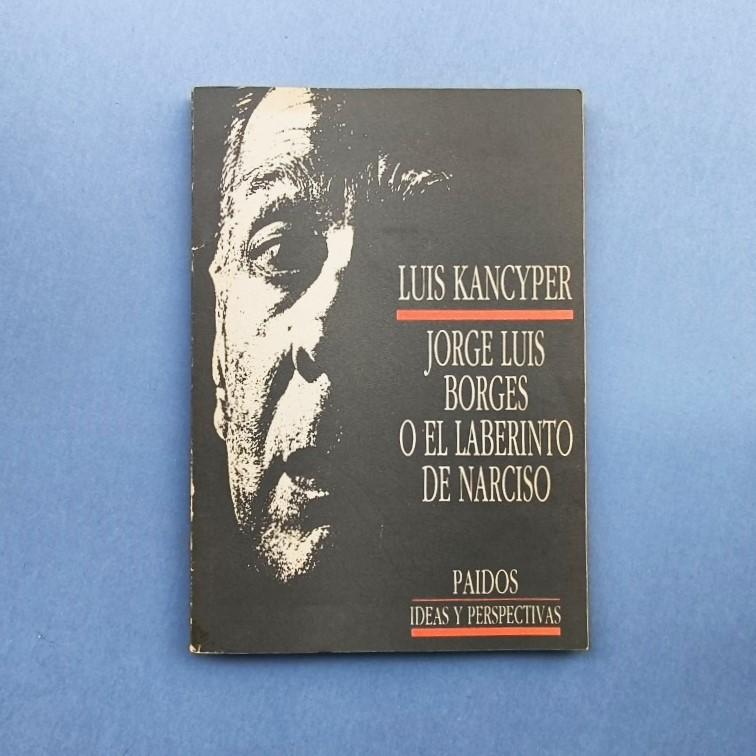 LUIS KANCYPER
JORGE LUIS
BORGES
O EL LABERINTO
DE NARCISO
PAIDOS
IDEAS Y PERSPECTIVAS